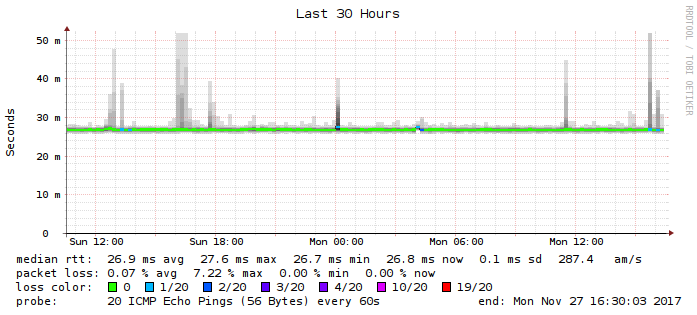 Last 30 Hours
RRDTOOL / TOBI OETIKER
Seconds
50 m
40 m
30 m
20 m
10 m
0
Sun 12:00 Sun 18:00 Mon 00:00 Mon 06:00 Mon 12:00
median rtt: 26.9 ms avg 27.6 ms max 26.7 ms min 26.8 ms now 0.1 ms sd 287.4 am/s
packet loss: 0.07 % avg 7.22 % max 0.00 % min 0.00 % now
loss color: 0 1/20 2/20 3/20 4/20 10/20 19/20
probe: 20 ICMP Echo Pings (56 Bytes) every 60s end: Mon Nov 27 16:30:03 2017